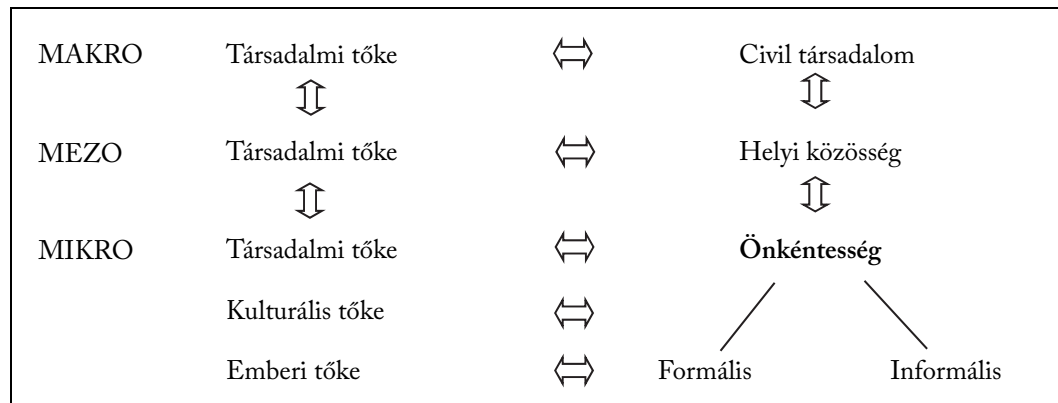 MAKRO Társadalmi tőke Civil társadalom
MEZO Társadalmi tőke Helyi közösség
MIKRO Társadalmi tőke Önkéntesség
Kulturális tőke
Emberi tőke Formális Informális